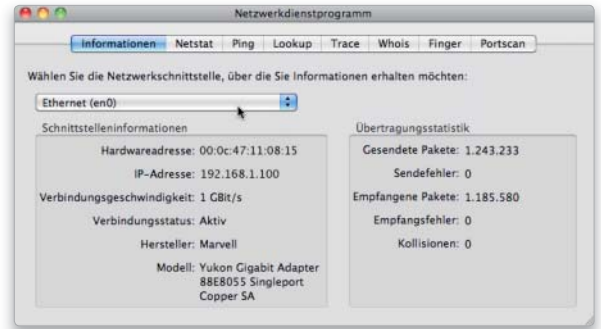 Netzwerkdienstprogramm
Informationen Netstat Ping Lookup Trace Whois Finger Portscan
Wählen Sie die Netzwerkschnittstelle, über die Sie Informationen erhalten möchten:
Ethernet (en0)
Schnittstelleninformationen
Hardwareadresse: 00:0c:47:11:08:15
IP-Adresse: 192.168.1.100
Verbindungsgeschwindigkeit: 1 GBit/s
Verbindungsstatus: Aktiv
Hersteller: Marvell
Modell: Yukon Gigabit Adapter
88E8055 Singleport
Copper SA
Übertragungsstatistik
Gesendete Pakete: 1.243.233
Sendefehler: 0
Empfangene Pakete: 1.185.580
Empfangsfehler: 0
Kollisionen: 0